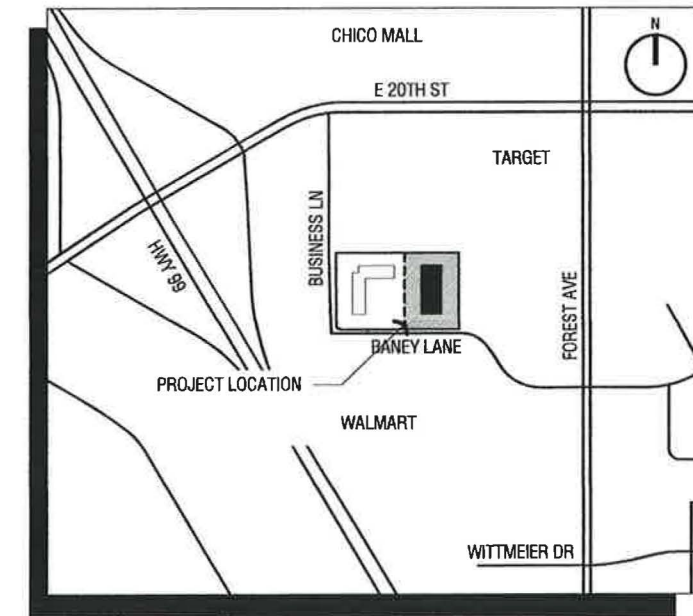 CHICO MALL
N
E 20TH ST
TARGET
BUSINESS LN
HWY 99
FOREST AVE
BANEY LANE
PROJECT LOCATION
WALMART
WITTMEIER DR